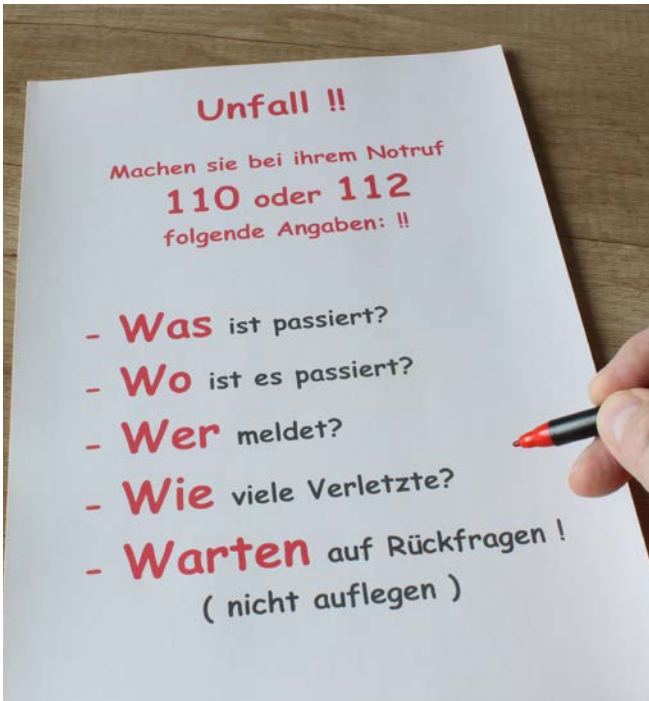 Unfall !!
Machen sie bei ihrem Notruf
110 oder 112
folgende Angaben: !!
- Was ist passiert?
- Wo ist es passiert?
- Wer meldet?
- Wie viele Verletzte?
- Warten auf Rückfragen !
( nicht auflegen )